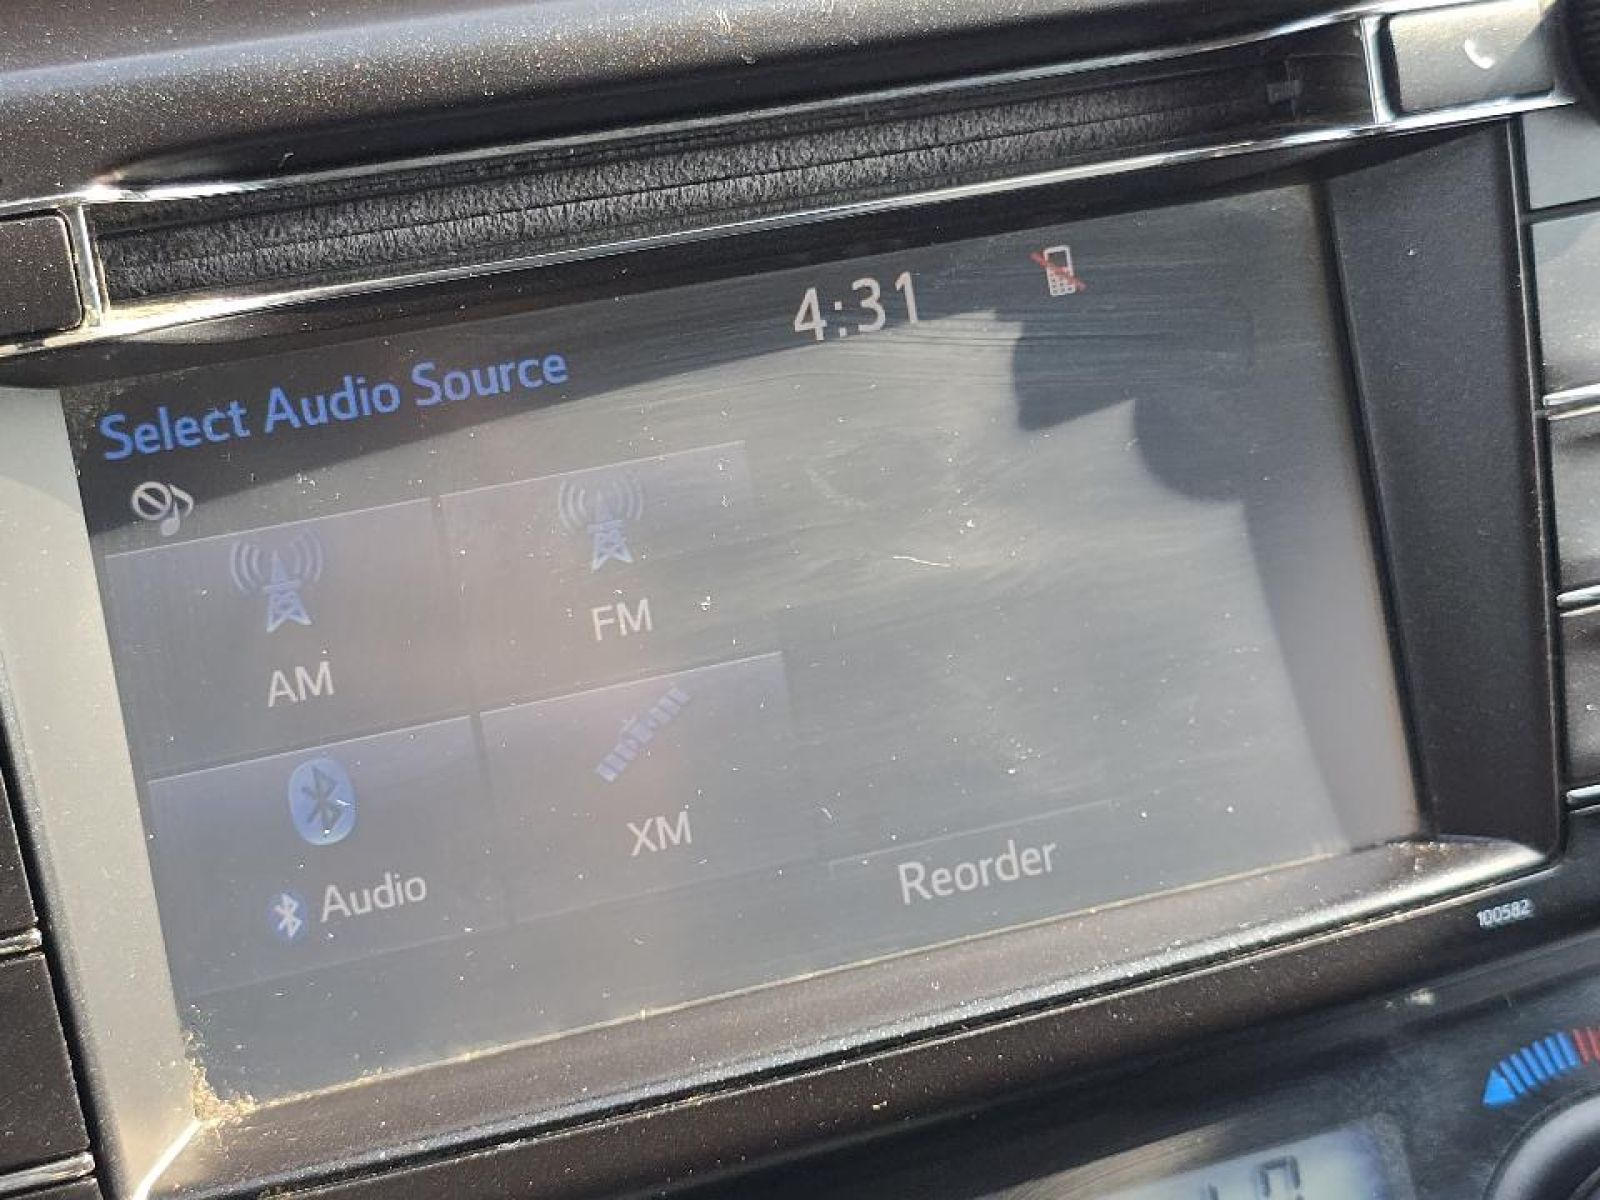 4:31
Select Audio Source
AM
FM
Audio
XM
Reorder
100582